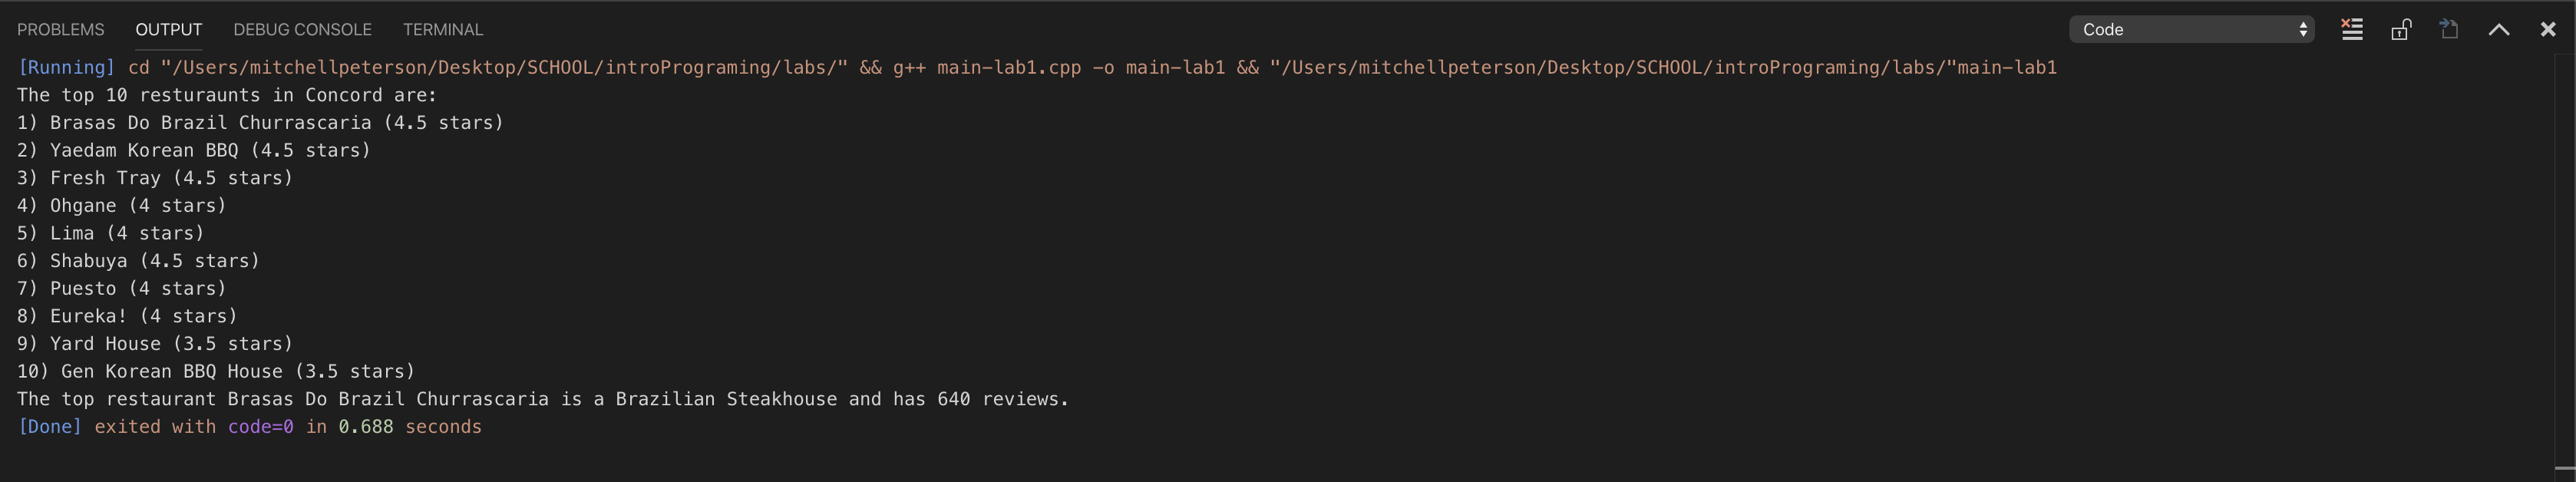 PROBLEMS OUTPUT DEBUG CONSOLE TERMINAL Code
[Running] cd "/Users/mitchellpeterson/Desktop/SCHOOL/introPrograming/labs/" && g++ main-lab1.cpp -o main-lab1 && "/Users/mitchellpeterson/Desktop/SCHOOL/introPrograming/labs/"main-lab1
The top 10 resturaunts in Concord are:
1) Brasas Do Brazil Churrascaria (4.5 stars)
2) Yaedam Korean BBQ (4.5 stars)
3) Fresh Tray (4.5 stars)
4) Ohgane (4 stars)
5) Lima (4 stars)
6) Shabuya (4.5 stars)
7) Puesto (4 stars)
8) Eureka! (4 stars)
9) Yard House (3.5 stars)
10) Gen Korean BBQ House (3.5 stars)
The top restaurant Brasas Do Brazil Churrascaria is a Brazilian Steakhouse and has 640 reviews.
[Done] exited with code=0 in 0.688 seconds